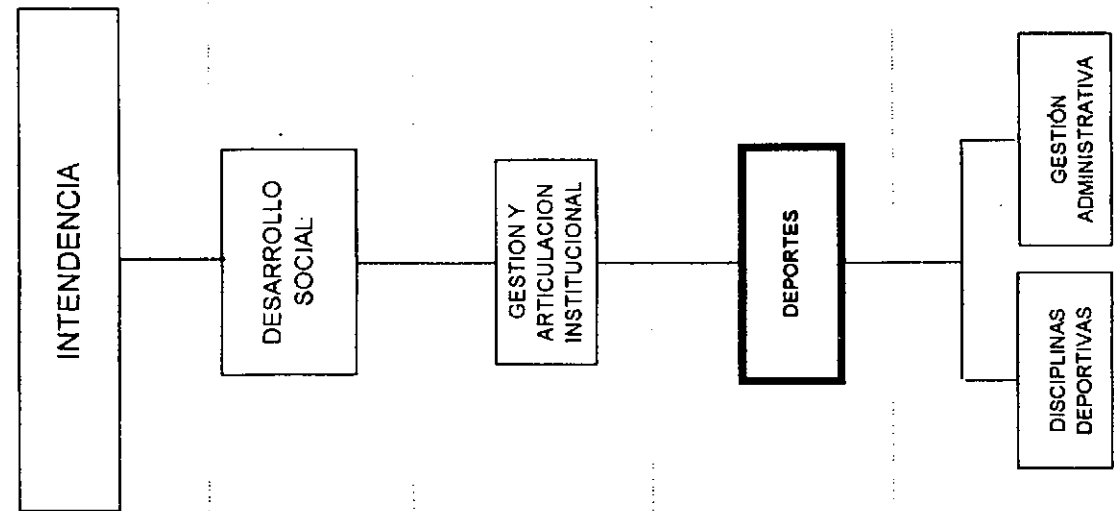 INTENDENCIA
DESARROLLO
SOCIAL
GESTION Y
ARTICULACION
INSTITUCIONAL
DEPORTES
DISCIPLINAS
DEPORTIVAS
GESTIÓN
ADMINISTRATIVA